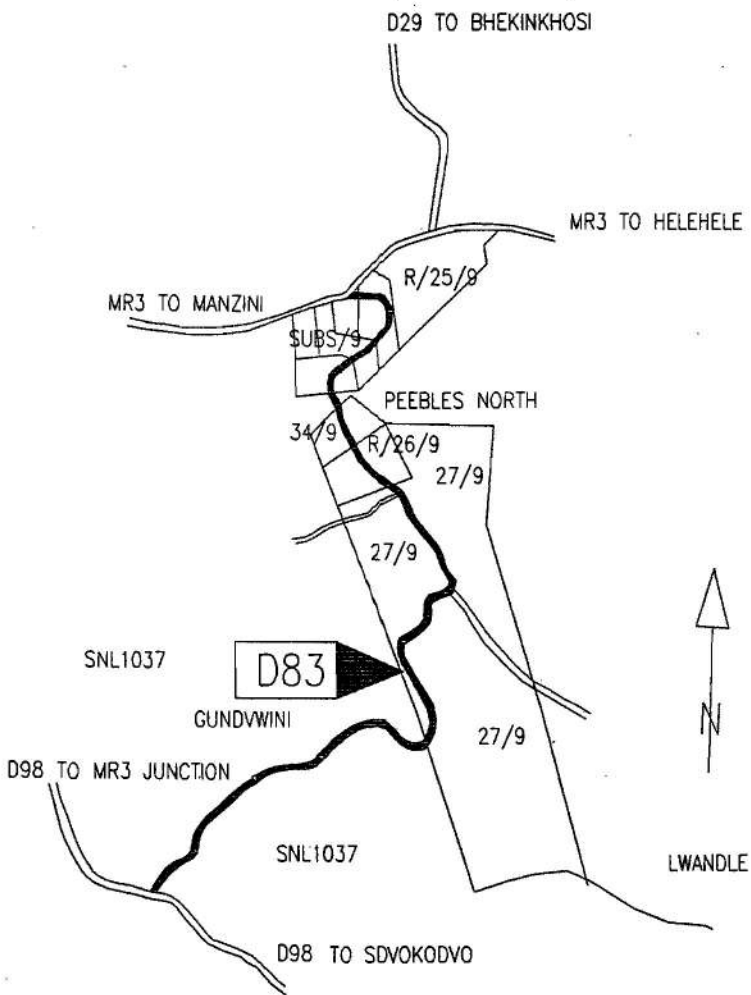 D29 TO BHEKINKHOSI
MR3 TO HELEHELE
R/25/9
MR3 TO MANZINI
SUBS/9
PEEBLES NORTH
34/9
R/26/9
27/9
27/9
SNL1037
D83
GUNDVWINI
27/9
N
D98 TO MR3 JUNCTION
SNL1037
LWANDLE
D98 TO SDVOKODVO